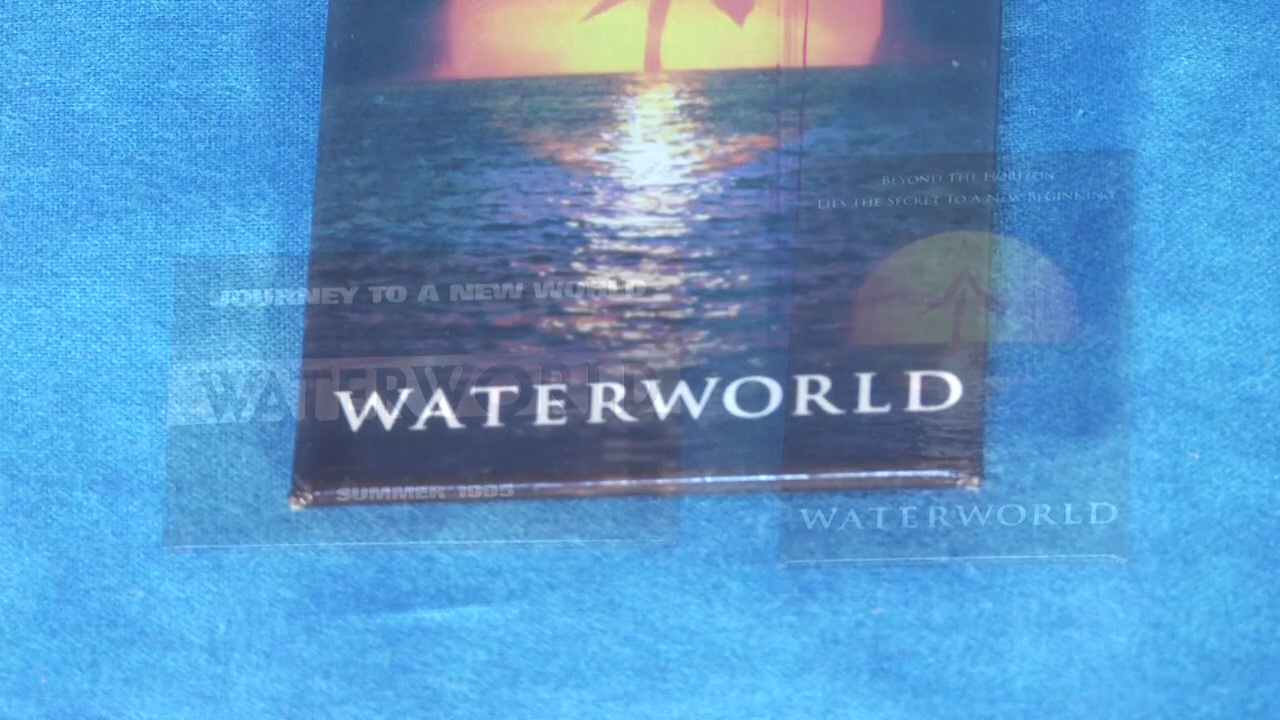 BEYOND THE HORIZON
LIES THE SECRET TO A NEW BEGINNING
JOURNEY TO A NEW WORLD
WATERWORLD
WATERWORLD
SUMMER 1995
WATERWORLD